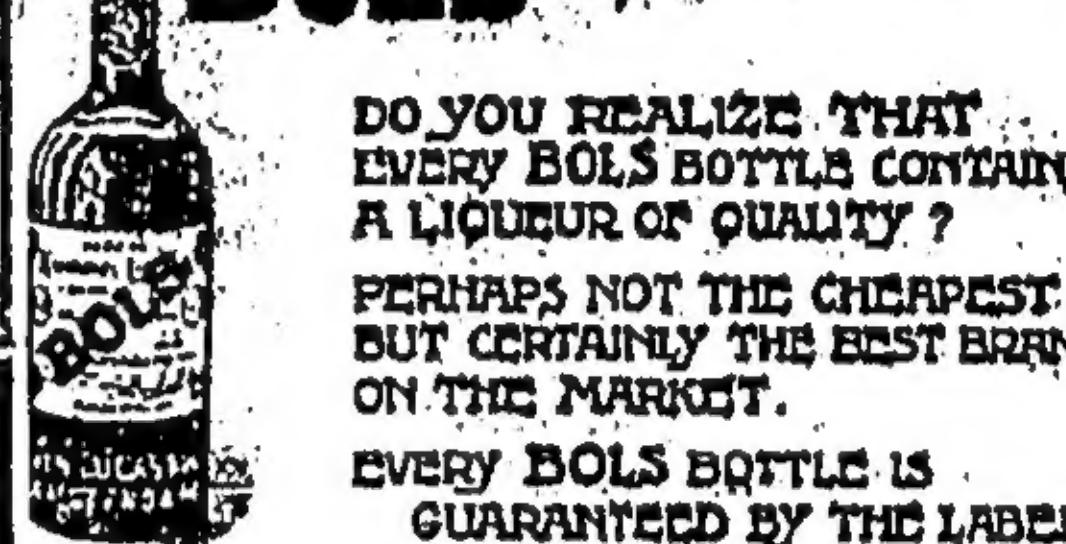 BOLS
DO YOU REALIZE THAT
EVERY BOLS BOTTLE CONTAIN
A LIQUEUR OF QUALITY ?
PERHAPS NOT THE CHEAPEST
BUT CERTAINLY THE BEST BRAN
ON THE MARKET.
EVERY BOLS BOTTLE IS
GUARANTEED BY THE LABEL
BOLS